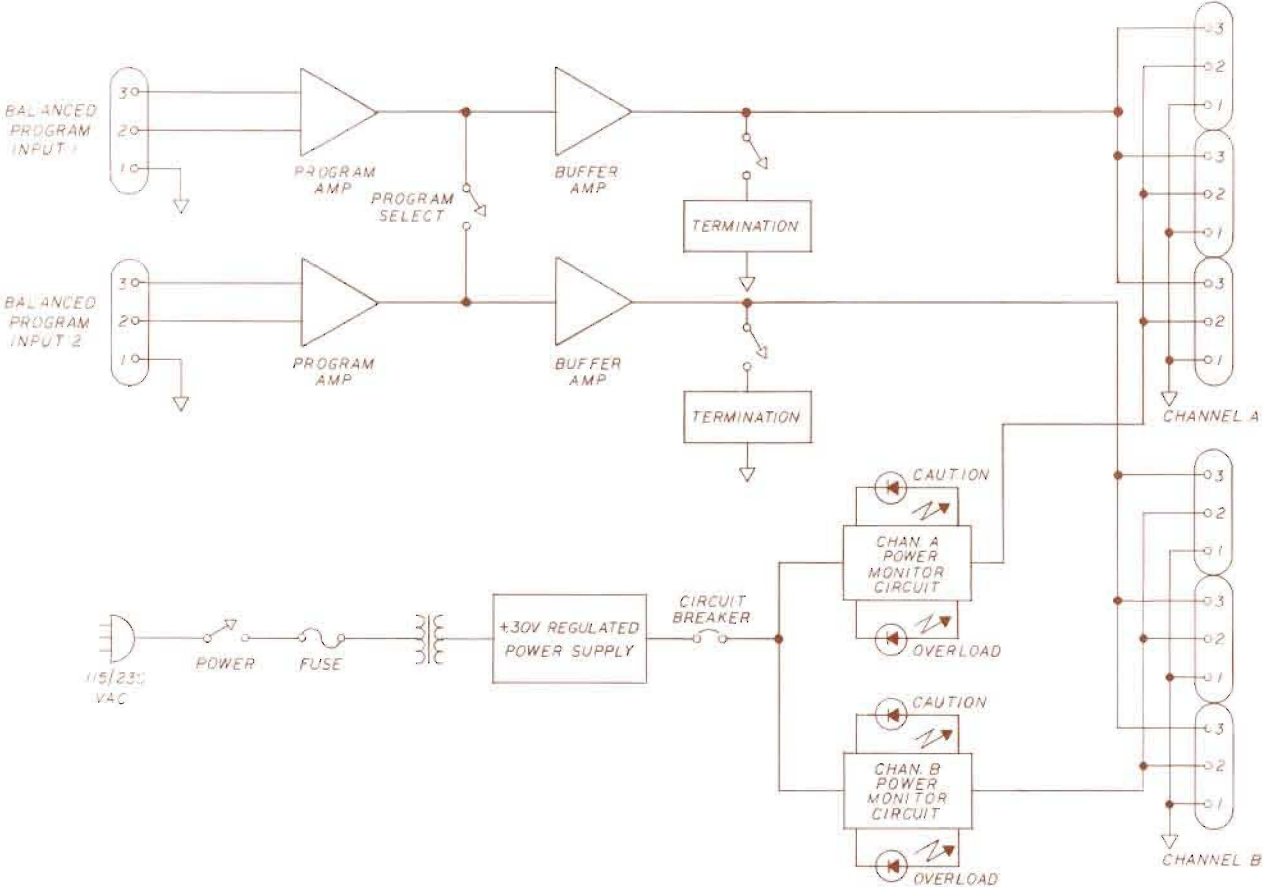 BALANCED
PROGRAM
INPUT 1
3
2
1
PROGRAM
AMP
PROGRAM
SELECT
BUFFER
AMP
TERMINATION
BALANCED
PROGRAM
INPUT 2
3
2
1
PROGRAM
AMP
BUFFER
AMP
TERMINATION
3
2
1
3
2
1
3
2
1
CHANNEL A
115/230
VAC
POWER
FUSE
+30V REGULATED
POWER SUPPLY
CIRCUIT
BREAKER
CAUTION
CHAN. A
POWER
MONITOR
CIRCUIT
OVERLOAD
CAUTION
CHAN. B
POWER
MONITOR
CIRCUIT
OVERLOAD
3
2
1
3
2
1
3
2
1
CHANNEL B